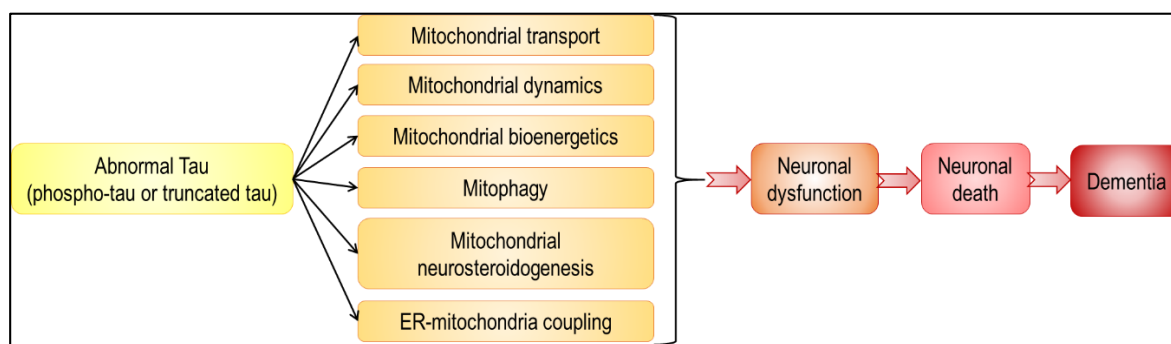 Abnormal Tau
(phospho-tau or truncated tau)
Mitochondrial transport
Mitochondrial dynamics
Mitochondrial bioenergetics
Mitophagy
Mitochondrial
neurosteroidogenesis
ER-mitochondria coupling
Neuronal
dysfunction
Neuronal
death
Dementia